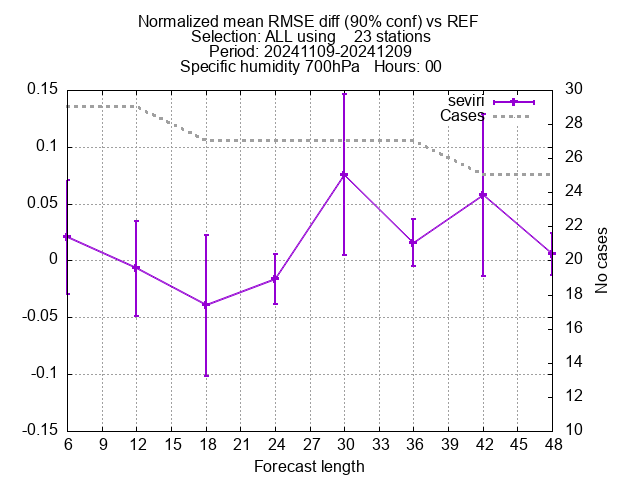 Normalized mean RMSE diff (90% conf) vs REF
Selection: ALL using    23 stations
Period: 20241109-20241209
Specific humidity 700hPa   Hours: 00
seviri
Cases
0.15
0.1
0.05
0
-0.05
-0.1
-0.15
30
28
26
24
22
20
18
16
14
12
10
No cases
6 9 12 15 18 21 24 27 30 33 36 39 42 45 48
Forecast length